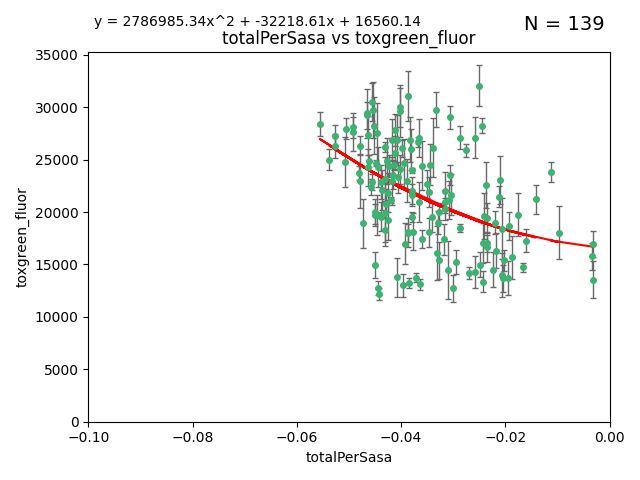 y = 2786985.34x^2 + -32218.61x + 16560.14
N = 139
totalPerSasa vs toxgreen_fluor
35000
30000
25000
20000
15000
10000
5000
0
toxgreen_fluor
−0.10 −0.08 −0.06 −0.04 −0.02 0.00
totalPerSasa